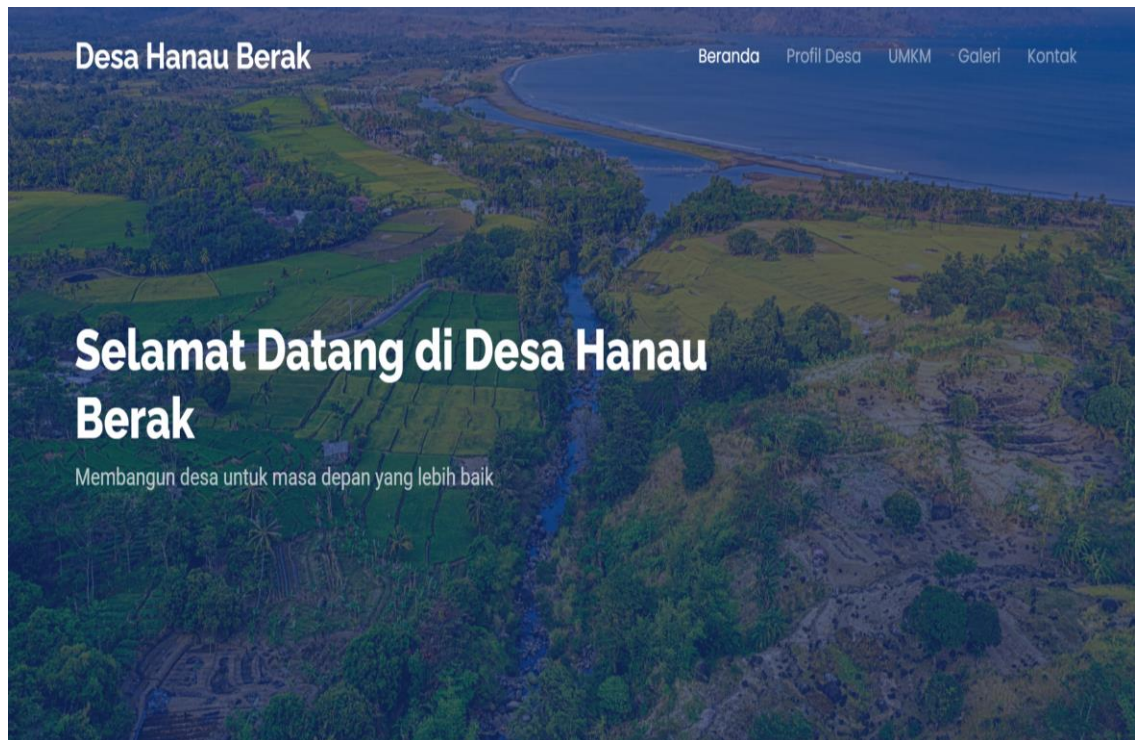 Desa Hanau Berak
Beranda Profil Desa UMKM Galeri Kontak
Selamat Datang di Desa Hanau
Berak
Membangun desa untuk masa depan yang lebih baik